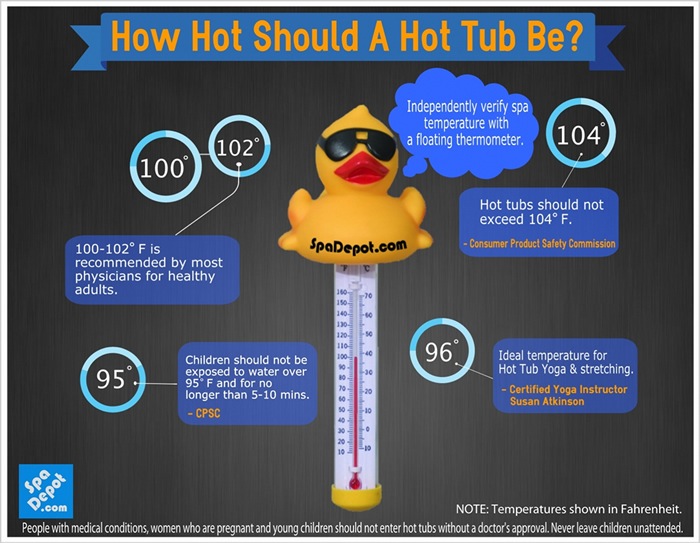 How Hot Should A Hot Tub Be?
Independently verify spa
temperature with
a floating thermometer.
100°
102°
104°
Hot tubs should not
exceed 104° F.
- Consumer Product Safety Commission
SpaDepot.com
100-102° F is
recommended by most
physicians for healthy
adults.
°F °C
160
150
140
130
120
110
100
90
80
70
60
50
40
30
20
10
70
60
50
40
30
20
10
0
10
95°
Children should not be
exposed to water over
95° F and for no
longer than 5-10 mins.
- CPSC
96°
Ideal temperature for
Hot Tub Yoga & stretching.
- Certified Yoga Instructor
Susan Atkinson
Spa
Depot
.com
NOTE: Temperatures shown in Fahrenheit.
People with medical conditions, women who are pregnant and young children should not enter hot tubs without a doctor's approval. Never leave children unattended.